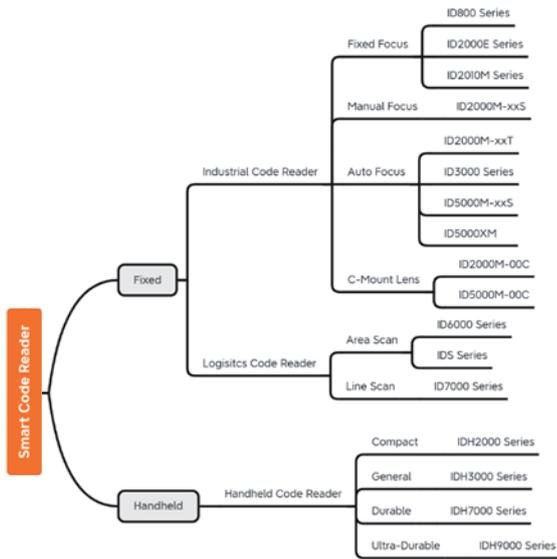 Smart Code Reader
Fixed
Industrial Code Reader
Fixed Focus
ID800 Series
ID2000E Series
ID2010M Series
Manual Focus
ID2000M-xxS
Auto Focus
ID2000M-xxT
ID3000 Series
ID5000M-xxS
ID5000XM
C-Mount Lens
ID2000M-00C
ID5000M-00C
Logisitcs Code Reader
Area Scan
ID6000 Series
IDS Series
Line Scan
ID7000 Series
Handheld
Handheld Code Reader
Compact
IDH2000 Series
General
IDH3000 Series
Durable
IDH7000 Series
Ultra-Durable
IDH9000 Series